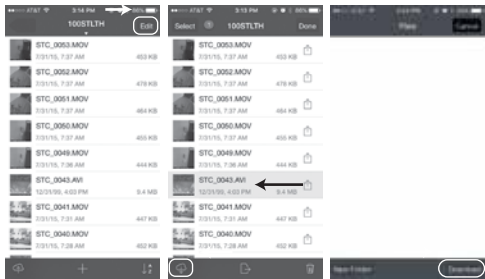 AT&T 3:14 PM
100STLTH
Edit
STC_0053.MOV
7/31/15, 7:37 AM 453 KB
STC_0052.MOV
7/31/15, 7:37 AM 478 KB
STC_0051.MOV
7/31/15, 7:37 AM 464 KB
STC_0050.MOV
7/31/15, 7:37 AM 455 KB
STC_0049.MOV
7/31/15, 7:36 AM 444 KB
STC_0043.AVI
12/31/99, 4:03 PM 9.4 MB
STC_0041.MOV
7/31/15, 7:31 AM 447 KB
STC_0040.MOV
7/31/15, 7:28 AM 452 KB
AT&T 3:13 PM
Select 100STLTH Done
STC_0053.MOV
7/31/15, 7:37 AM 453 KB
STC_0052.MOV
7/31/15, 7:37 AM 478 KB
STC_0051.MOV
7/31/15, 7:37 AM 464 KB
STC_0050.MOV
7/31/15, 7:37 AM 455 KB
STC_0049.MOV
7/31/15, 7:36 AM 444 KB
STC_0043.AVI
12/31/99, 4:03 PM 9.4 MB
STC_0041.MOV
7/31/15, 7:31 AM 447 KB
STC_0040.MOV
7/31/15, 7:28 AM 452 KB
Cancel
New Folder Download